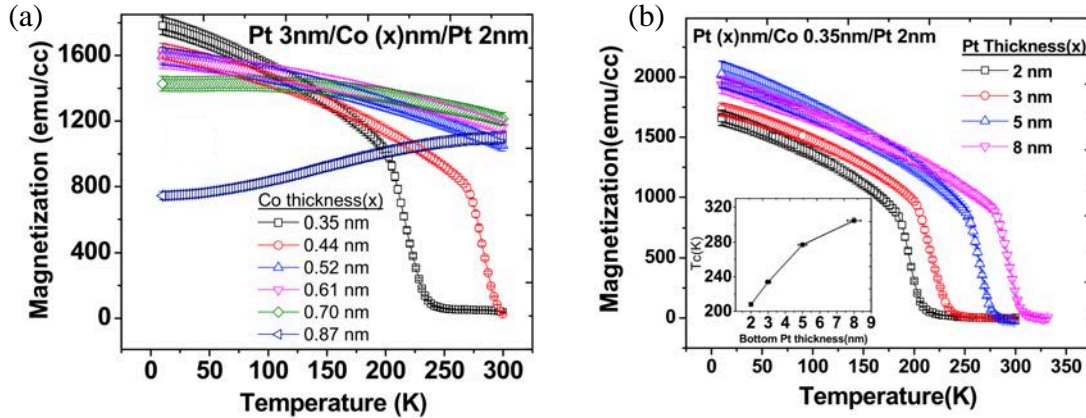 (a)
Pt 3nm/Co (x)nm/Pt 2nm
Magnetization (emu/cc)
1600
1200
800
400
0
Co thickness(x)
0.35 nm
0.44 nm
0.52 nm
0.61 nm
0.70 nm
0.87 nm
0 50 100 150 200 250 300
Temperature (K)
(b)
Pt (x)nm/Co 0.35nm/Pt 2nm
Magnetization(emu/cc)
2000
1500
1000
500
0
Pt Thickness(x)
2 nm
3 nm
5 nm
8 nm
Tc(K)
320
280
240
200
2 3 4 5 6 7 8 9
Bottom Pt thickness(nm)
0 50 100 150 200 250 300 350
Temperature(K)